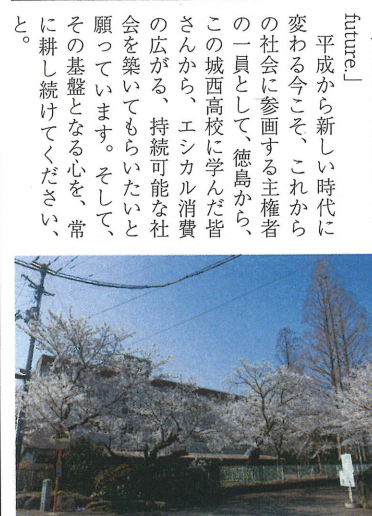 future.」
　平成から新しい時代に
変わる今こそ、これから
の社会に参画する主権者
の一員として、徳島から、
この城西高校に学んだ皆
さんから、エシカル消費
の広がる、持続可能な社
会を築いてもらいたいと
願っています。そして、
その基盤となる心を、常
に耕し続けてください、
と。